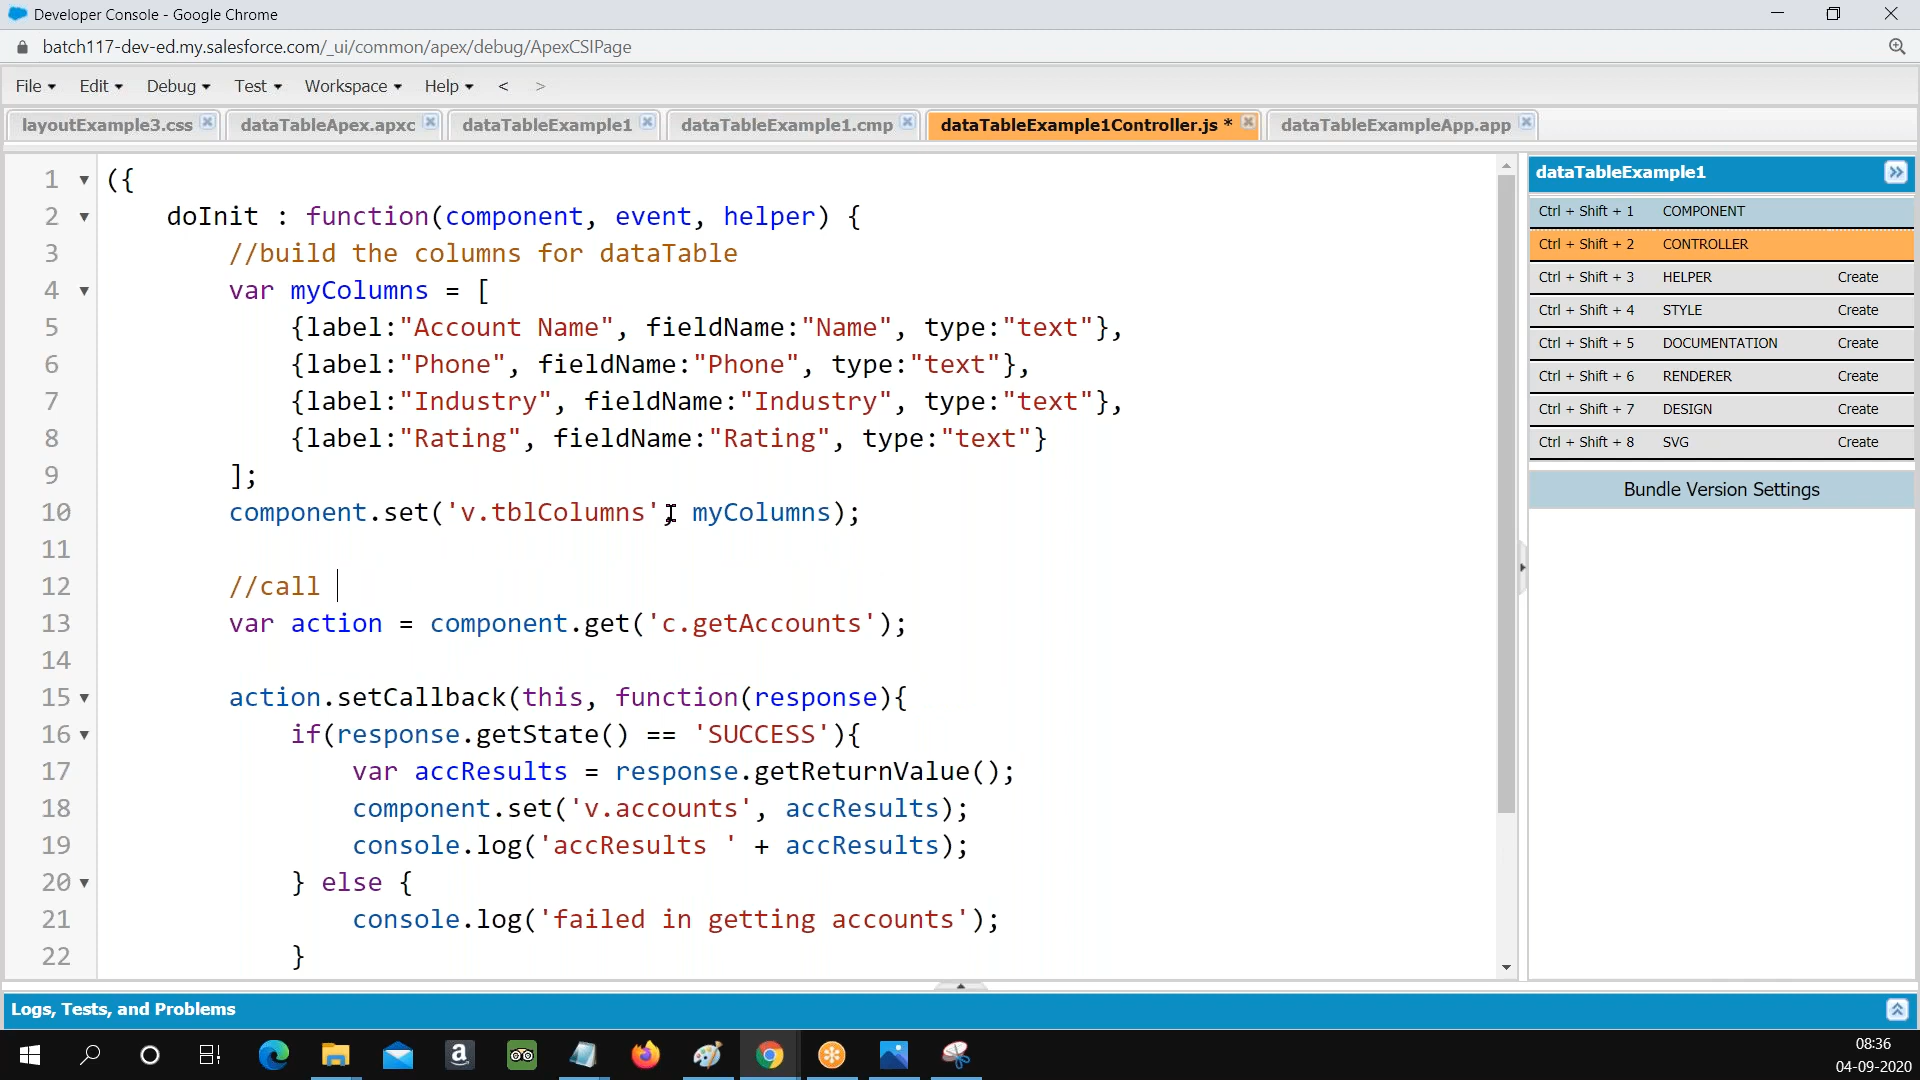 Developer Console - Google Chrome
batch117-dev-ed.my.salesforce.com/_ui/common/apex/debug/ApexCSIPage
File Edit Debug Test Workspace Help < >
layoutExample3.css dataTableApex.apxc dataTableExample1 dataTableExample1.cmp dataTableExample1Controller.js * dataTableExampleApp.app
1 ({
2 doInit : function(component, event, helper) {
3 //build the columns for dataTable
4 var myColumns = [
5 {label:"Account Name", fieldName:"Name", type:"text"},
6 {label:"Phone", fieldName:"Phone", type:"text"},
7 {label:"Industry", fieldName:"Industry", type:"text"},
8 {label:"Rating", fieldName:"Rating", type:"text"}
9 ];
10 component.set('v.tblColumns', myColumns);
11
12 //call
13 var action = component.get('c.getAccounts');
14
15 action.setCallback(this, function(response){
16 if(response.getState() == 'SUCCESS'){
17 var accResults = response.getReturnValue();
18 component.set('v.accounts', accResults);
19 console.log('accResults ' + accResults);
20 } else {
21 console.log('failed in getting accounts');
22 }
dataTableExample1
Ctrl + Shift + 1 COMPONENT
Ctrl + Shift + 2 CONTROLLER
Ctrl + Shift + 3 HELPER Create
Ctrl + Shift + 4 STYLE Create
Ctrl + Shift + 5 DOCUMENTATION Create
Ctrl + Shift + 6 RENDERER Create
Ctrl + Shift + 7 DESIGN Create
Ctrl + Shift + 8 SVG Create
Bundle Version Settings
Logs, Tests, and Problems
08:36
04-09-2020